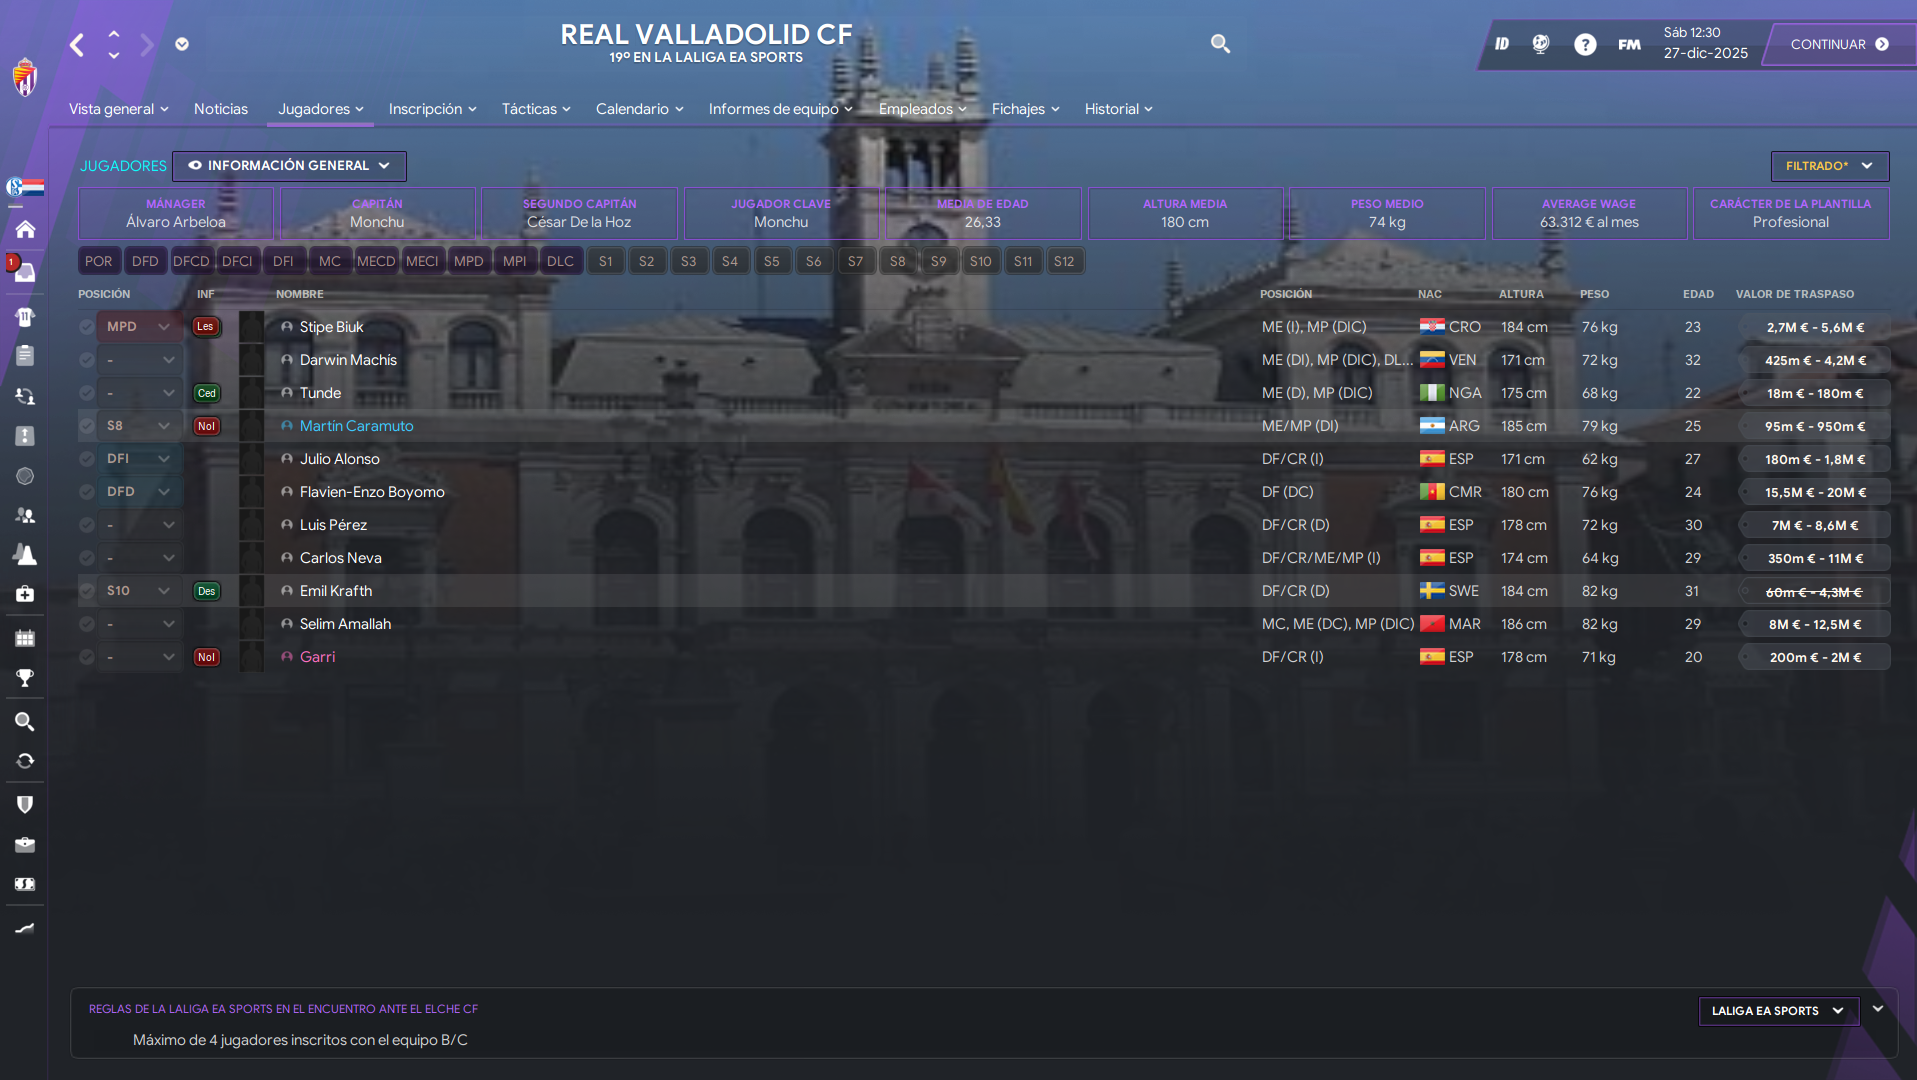 REAL VALLADOLID CF
19º EN LA LALIGA EA SPORTS
ID
?
FM
Sáb 12:30
27-dic-2025
CONTINUAR
Vista general
Noticias
Jugadores
Inscripción
Tácticas
Calendario
Informes de equipo
Empleados
Fichajes
Historial
JUGADORES
INFORMACIÓN GENERAL
FILTRADO*
MÁNAGER
Álvaro Arbeloa
CAPITÁN
Monchu
SEGUNDO CAPITÁN
César De la Hoz
JUGADOR CLAVE
Monchu
MEDIA DE EDAD
26,33
ALTURA MEDIA
180 cm
PESO MEDIO
74 kg
AVERAGE WAGE
63.312 € al mes
CARÁCTER DE LA PLANTILLA
Profesional
POR DFD DFCD DFCI DFI MC MECD MECI MPD MPI DLC S1 S2 S3 S4 S5 S6 S7 S8 S9 S10 S11 S12
POSICIÓN INF NOMBRE POSICIÓN NAC ALTURA PESO EDAD VALOR DE TRASPASO
MPD Les Stipe Biuk ME (I), MP (DIC) CRO 184 cm 76 kg 23 2,7M € - 5,6M €
- Darwin Machís ME (DI), MP (DIC), DL... VEN 171 cm 72 kg 32 425m € - 4,2M €
- Ced Tunde ME (D), MP (DIC) NGA 175 cm 68 kg 22 18m € - 180m €
S8 NoI Martín Caramuto ME/MP (DI) ARG 185 cm 79 kg 25 95m € - 950m €
DFI Julio Alonso DF/CR (I) ESP 171 cm 62 kg 27 180m € - 1,8M €
DFD Flavien-Enzo Boyomo DF (DC) CMR 180 cm 76 kg 24 15,5M € - 20M €
- Luis Pérez DF/CR (D) ESP 178 cm 72 kg 30 7M € - 8,6M €
- Carlos Neva DF/CR/ME/MP (I) ESP 174 cm 64 kg 29 350m € - 11M €
S10 Des Emil Krafth DF/CR (D) SWE 184 cm 82 kg 31 60m € - 4,3M €
- Selim Amallah MC, ME (DC), MP (DIC) MAR 186 cm 82 kg 29 8M € - 12,5M €
- NoI Garri DF/CR (I) ESP 178 cm 71 kg 20 200m € - 2M €
1
REGLAS DE LA LALIGA EA SPORTS EN EL ENCUENTRO ANTE EL ELCHE CF
LALIGA EA SPORTS
Máximo de 4 jugadores inscritos con el equipo B/C